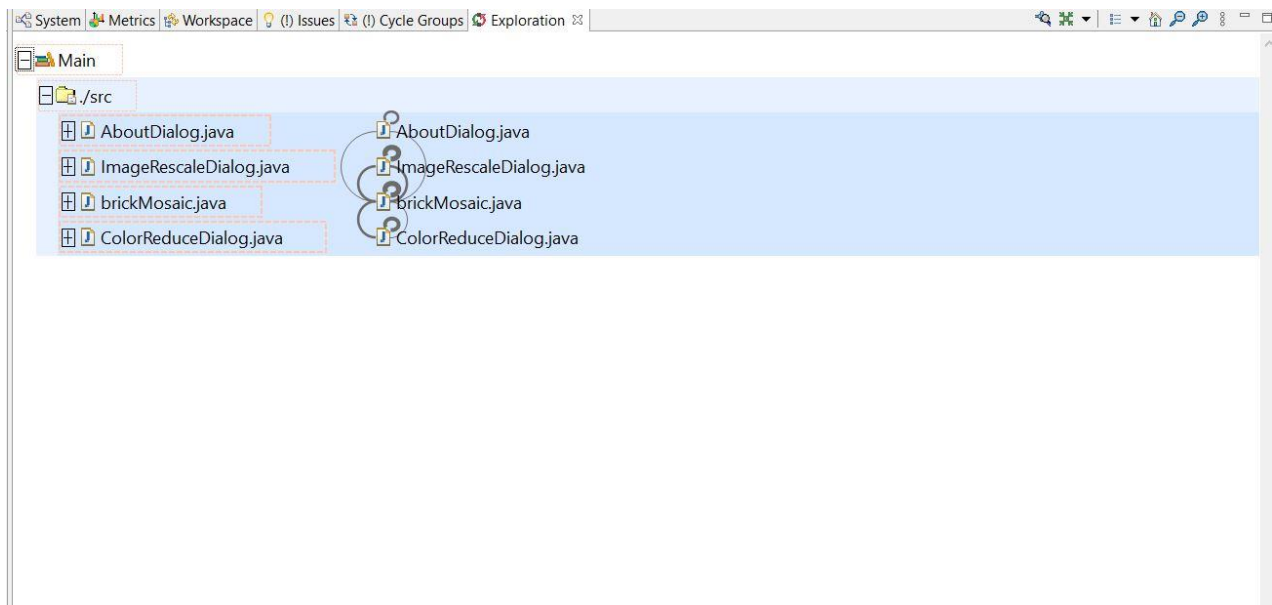 System Metrics Workspace (!) Issues (!) Cycle Groups Exploration
Main
./src
AboutDialog.java AboutDialog.java
ImageRescaleDialog.java ImageRescaleDialog.java
brickMosaic.java brickMosaic.java
ColorReduceDialog.java ColorReduceDialog.java